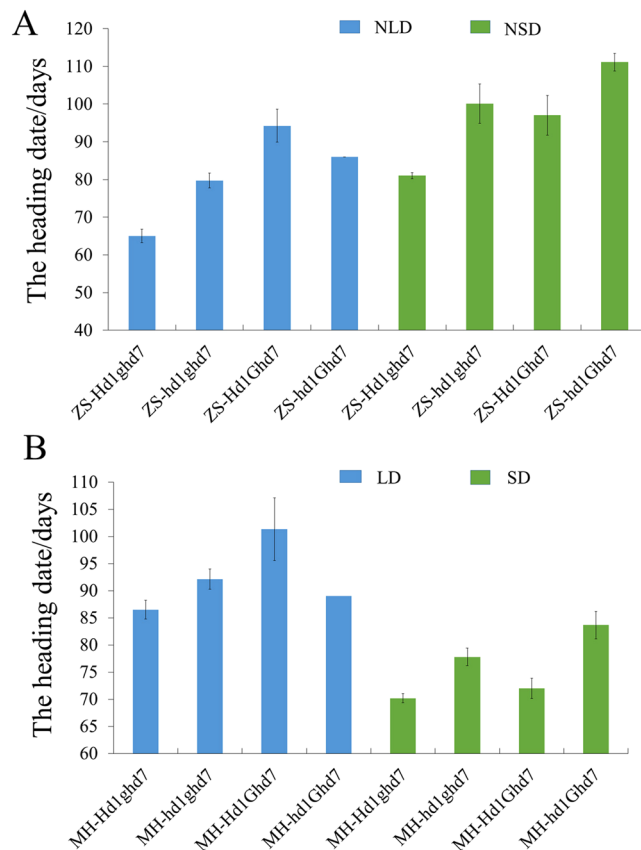 A
NLD NSD
The heading date/days
120
110
100
90
80
70
60
50
40
ZS-Hd1ghd7
ZS-hd1ghd7
ZS-Hd1Ghd7
ZS-hd1Ghd7
ZS-Hd1ghd7
ZS-hd1ghd7
ZS-Hd1Ghd7
ZS-hd1Ghd7
B
LD SD
The heading date/days
110
105
100
95
90
85
80
75
70
65
60
MH-Hd1ghd7
MH-hd1ghd7
MH-Hd1Ghd7
MH-hd1Ghd7
MH-Hd1ghd7
MH-hd1ghd7
MH-Hd1Ghd7
MH-hd1Ghd7